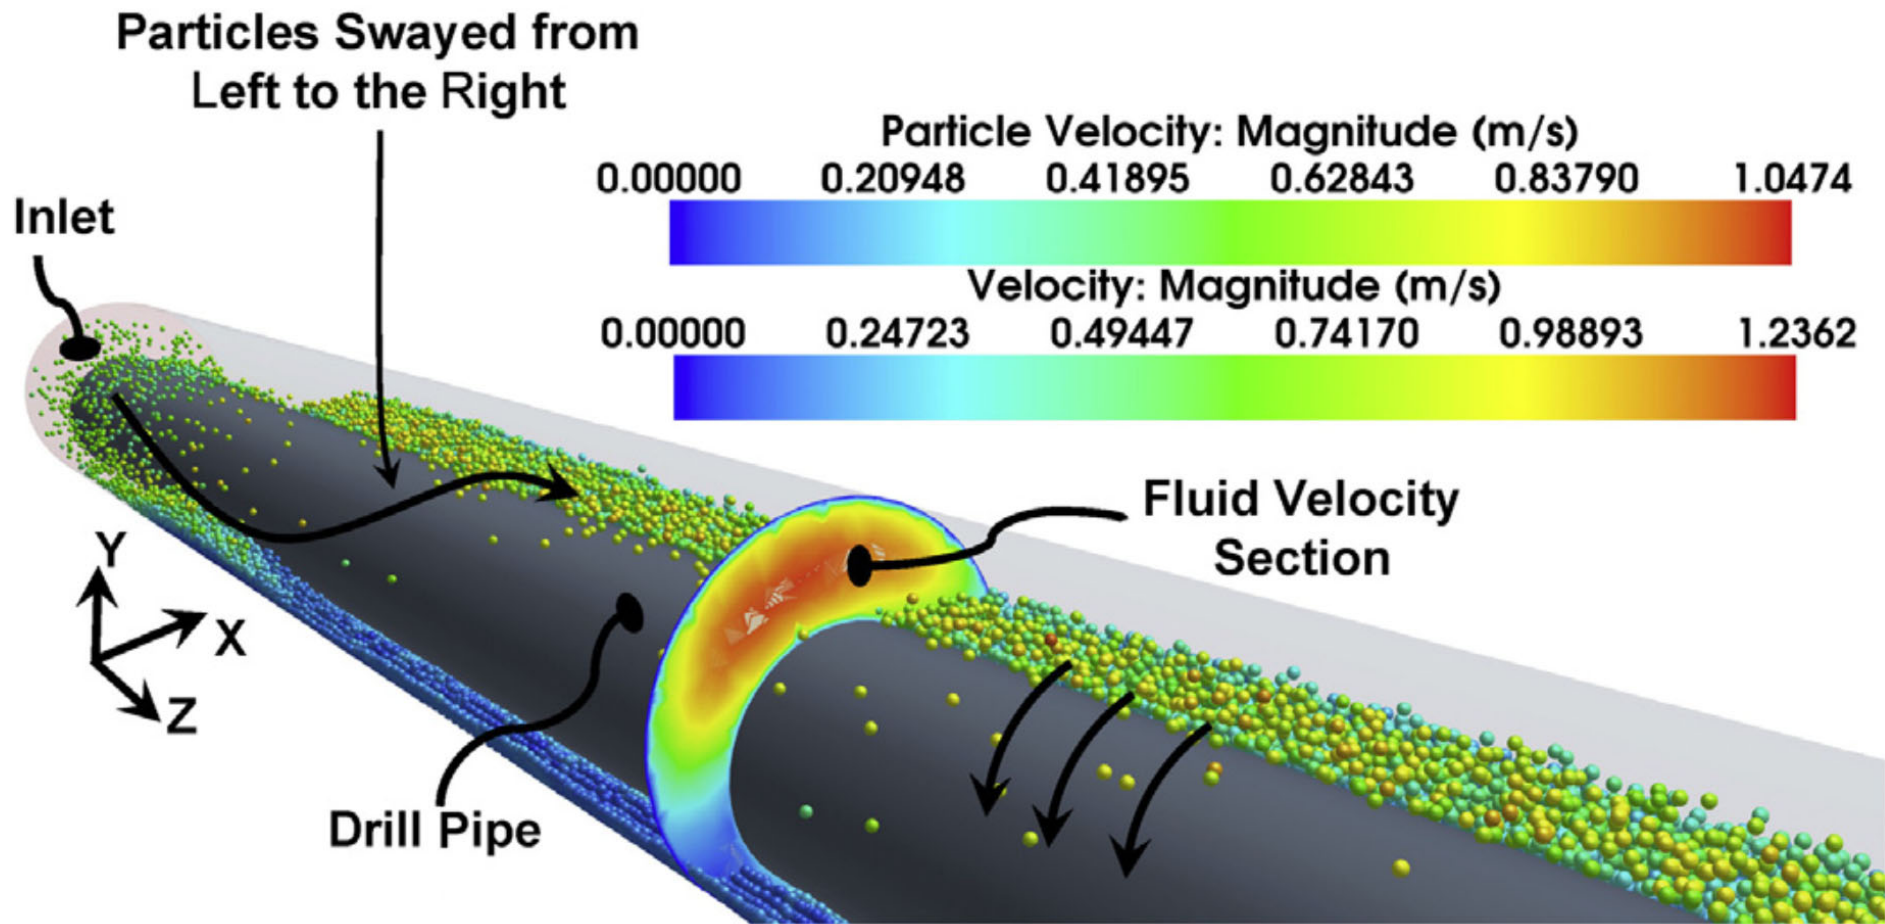 Particles Swayed from
Left to the Right
Particle Velocity: Magnitude (m/s)
0.00000 0.20948 0.41895 0.62843 0.83790 1.0474
Inlet
Velocity: Magnitude (m/s)
0.00000 0.24723 0.49447 0.74170 0.98893 1.2362
Fluid Velocity
Section
Y
X
Z
Drill Pipe